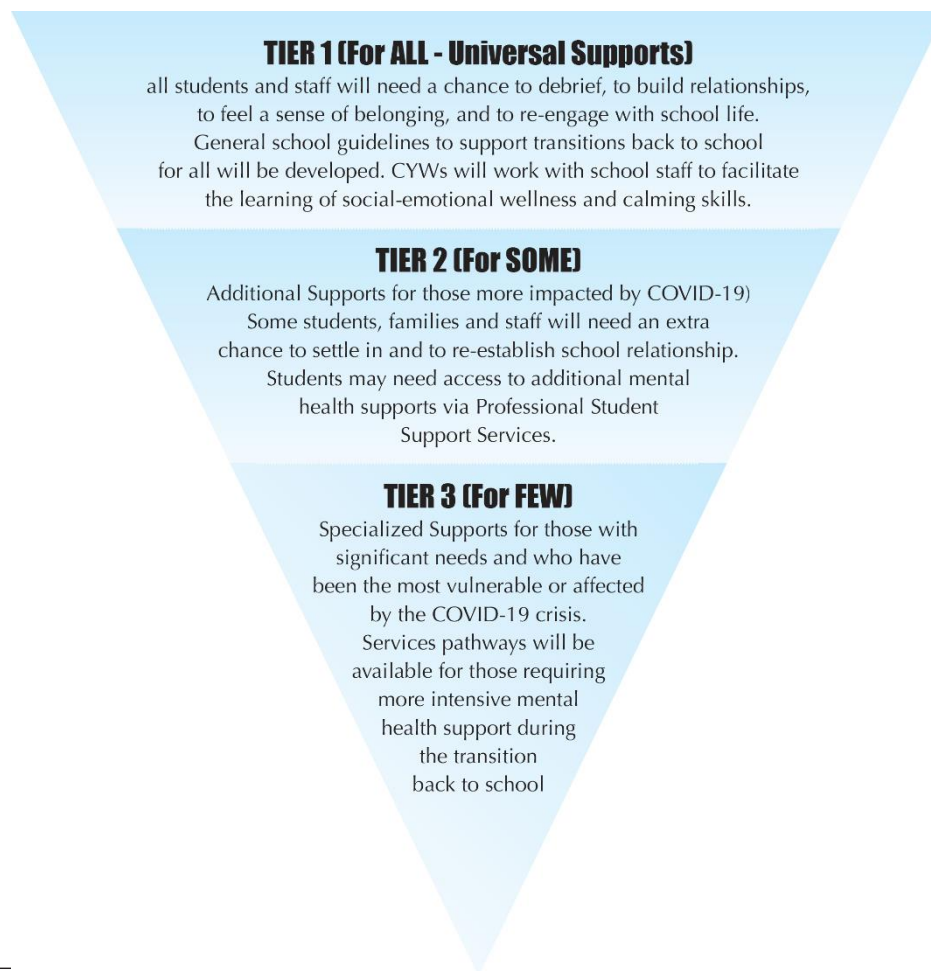 TIER 1 (For ALL - Universal Supports)
all students and staff will need a chance to debrief, to build relationships,
to feel a sense of belonging, and to re-engage with school life.
General school guidelines to support transitions back to school
for all will be developed. CYWs will work with school staff to facilitate
the learning of social-emotional wellness and calming skills.
TIER 2 (For SOME)
Additional Supports for those more impacted by COVID-19)
Some students, families and staff will need an extra
chance to settle in and to re-establish school relationship.
Students may need access to additional mental
health supports via Professional Student
Support Services.
TIER 3 (For FEW)
Specialized Supports for those with
significant needs and who have
been the most vulnerable or affected
by the COVID-19 crisis.
Services pathways will be
available for those requiring
more intensive mental
health support during
the transition
back to school